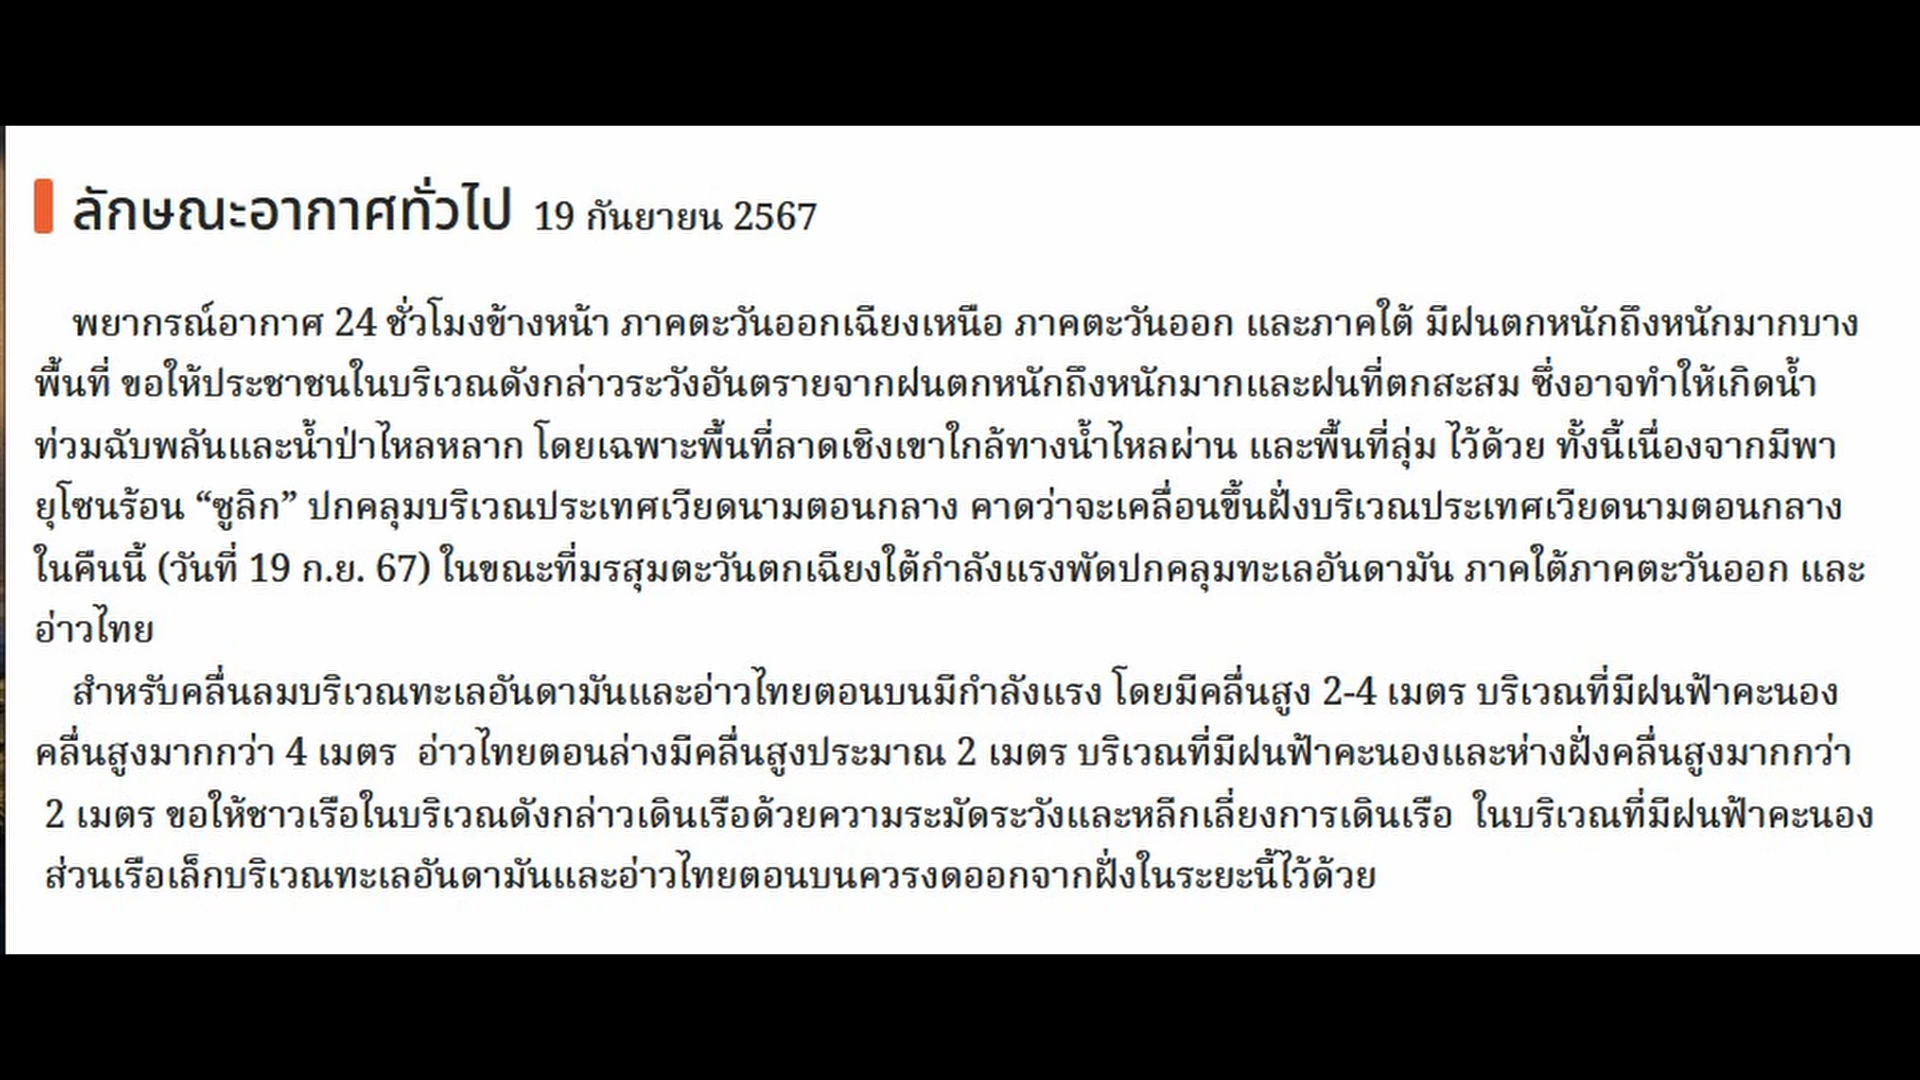 ลักษณะอากาศทั่วไป 19 กันยายน 2567
พยากรณ์อากาศ 24 ชั่วโมงข้างหน้า ภาคตะวันออกเฉียงเหนือ ภาคตะวันออก และภาคใต้ มีฝนตกหนักถึงหนักมากบาง
พื้นที่ ขอให้ประชาชนในบริเวณดังกล่าวระวังอันตรายจากฝนตกหนักถึงหนักมากและฝนที่ตกสะสม ซึ่งอาจทำให้เกิดน้ำ
ท่วมฉับพลันและน้ำป่าไหลหลาก โดยเฉพาะพื้นที่ลาดเชิงเขาใกล้ทางน้ำไหลผ่าน และพื้นที่ลุ่ม ไว้ด้วย ทั้งนี้เนื่องจากมีพา
ยุโซนร้อน “ซูลิก” ปกคลุมบริเวณประเทศเวียดนามตอนกลาง คาดว่าจะเคลื่อนขึ้นฝั่งบริเวณประเทศเวียดนามตอนกลาง
ในคืนนี้ (วันที่ 19 ก.ย. 67) ในขณะที่มรสุมตะวันตกเฉียงใต้กำลังแรงพัดปกคลุมทะเลอันดามัน ภาคใต้ภาคตะวันออก และ
อ่าวไทย
สำหรับคลื่นลมบริเวณทะเลอันดามันและอ่าวไทยตอนบนมีกำลังแรง โดยมีคลื่นสูง 2-4 เมตร บริเวณที่มีฝนฟ้าคะนอง
คลื่นสูงมากกว่า 4 เมตร อ่าวไทยตอนล่างมีคลื่นสูงประมาณ 2 เมตร บริเวณที่มีฝนฟ้าคะนองและห่างฝั่งคลื่นสูงมากกว่า
2 เมตร ขอให้ชาวเรือในบริเวณดังกล่าวเดินเรือด้วยความระมัดระวังและหลีกเลี่ยงการเดินเรือ ในบริเวณที่มีฝนฟ้าคะนอง
ส่วนเรือเล็กบริเวณทะเลอันดามันและอ่าวไทยตอนบนควรงดออกจากฝั่งในระยะนี้ไว้ด้วย